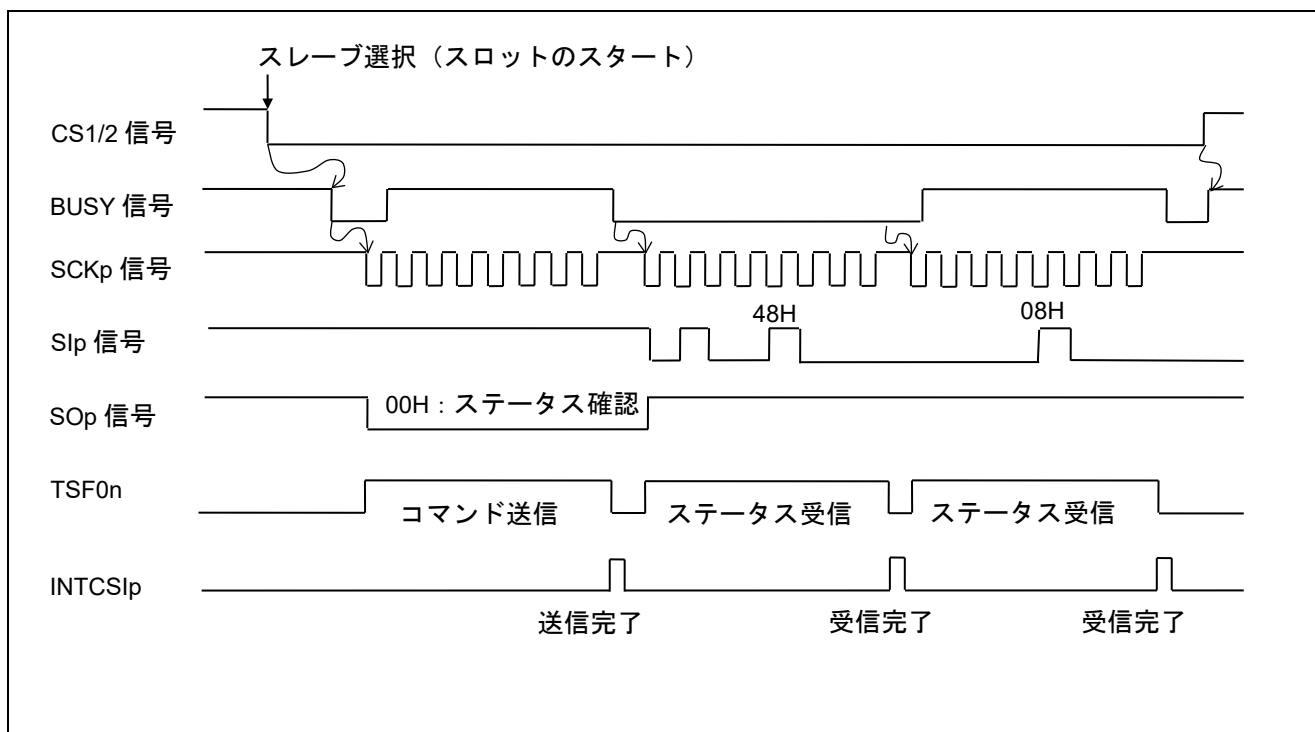 スレーブ選択（スロットのスタート）
CS1/2 信号
BUSY 信号
SCKp 信号
48H
08H
SIp 信号
SOp 信号
00H：ステータス確認
TSF0n
コマンド送信
ステータス受信
ステータス受信
INTCSIp
送信完了
受信完了
受信完了